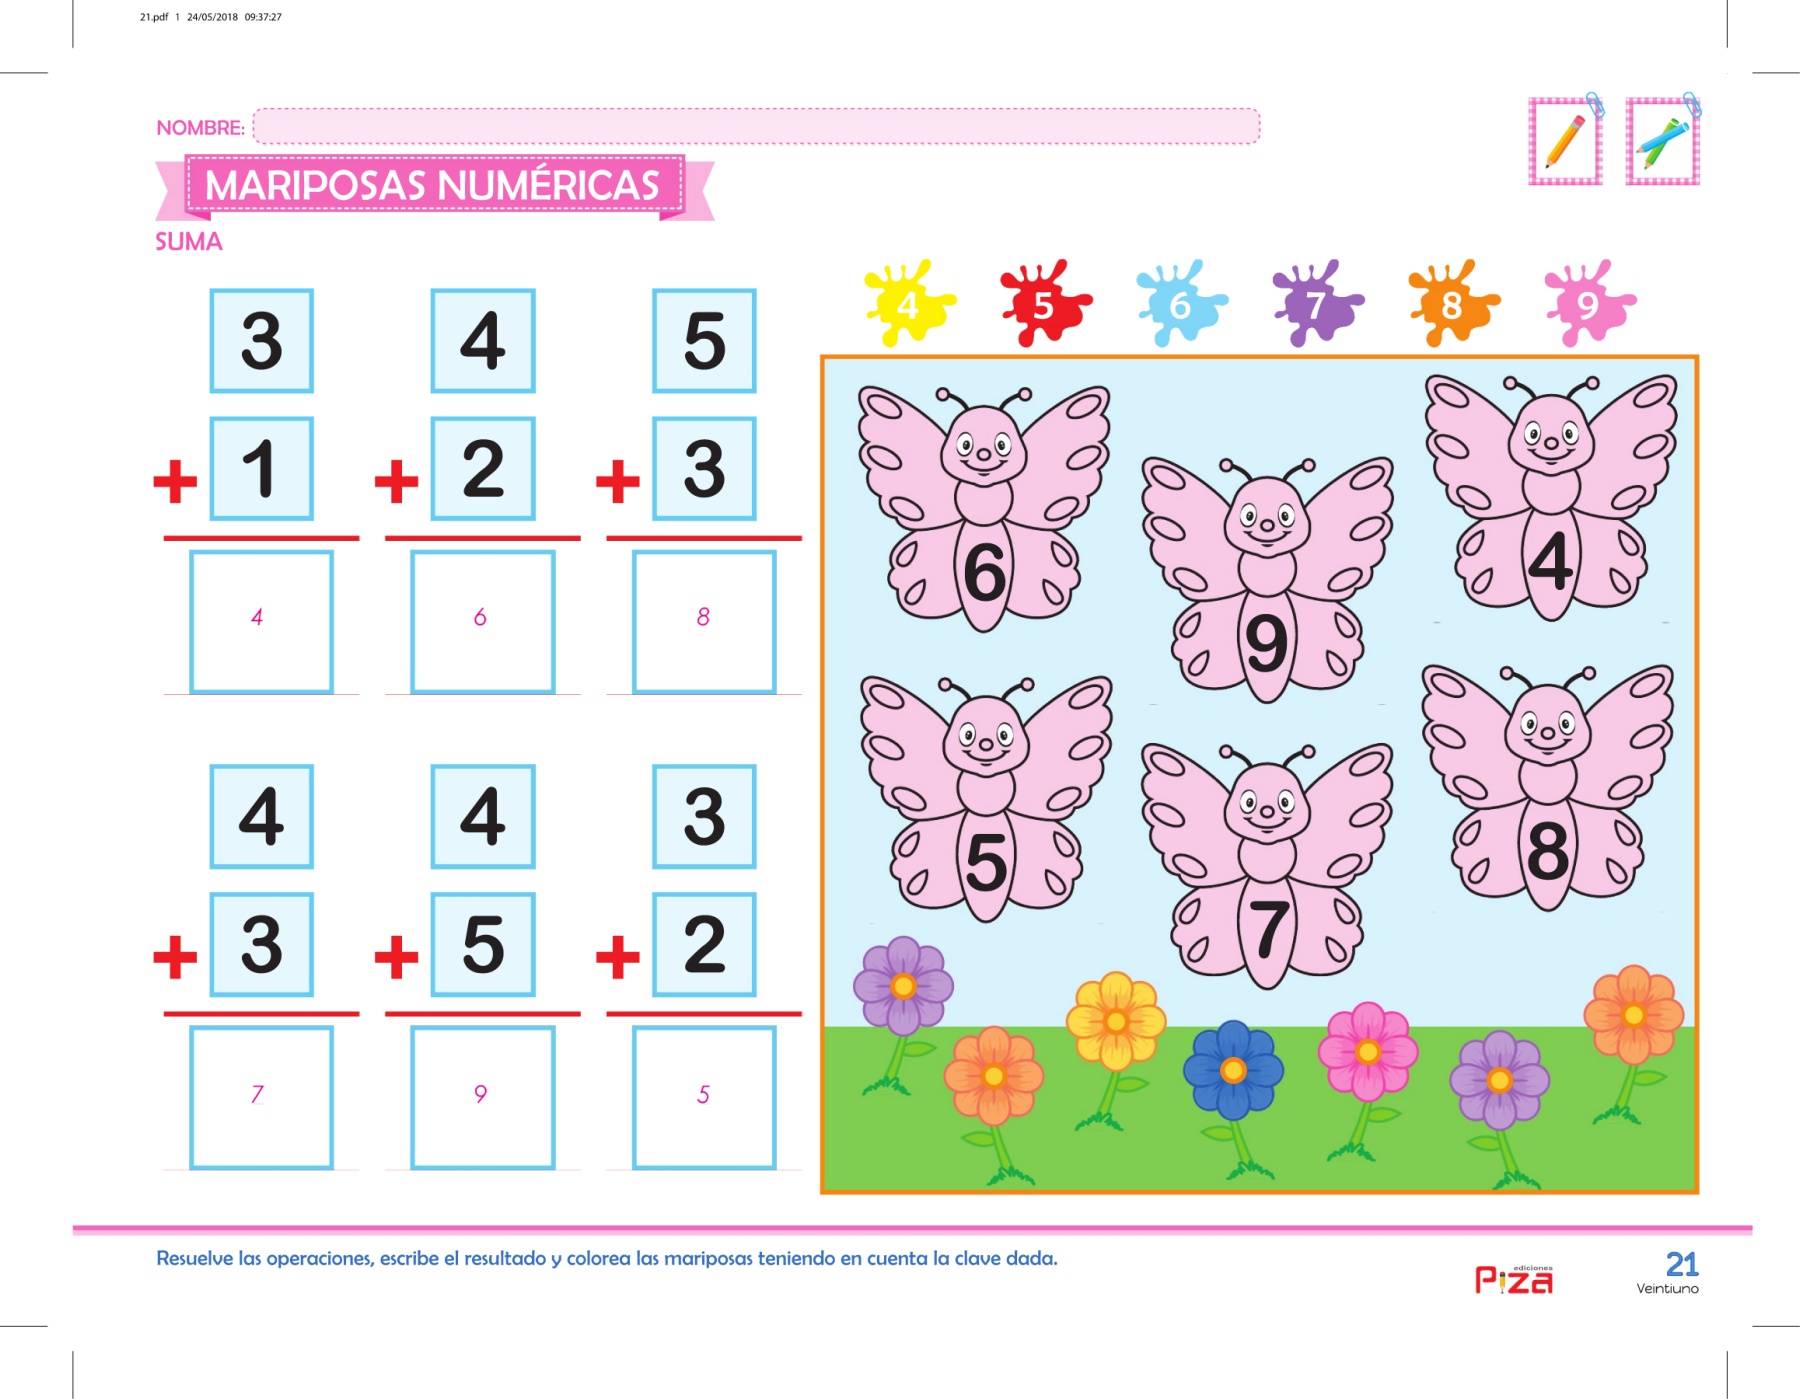 21.pdf 1 24/05/2018 09:37:27
NOMBRE:
MARIPOSAS NUMÉRICAS
SUMA
4 5 6 7 8 9
3 4 5
+ 1 + 2 + 3
4 6 8
4 4 3
+ 3 + 5 + 2
7 9 5
6
9
4
5
7
8
Resuelve las operaciones, escribe el resultado y colorea las mariposas teniendo en cuenta la clave dada.
ediciones
Piza
21
Veintiuno